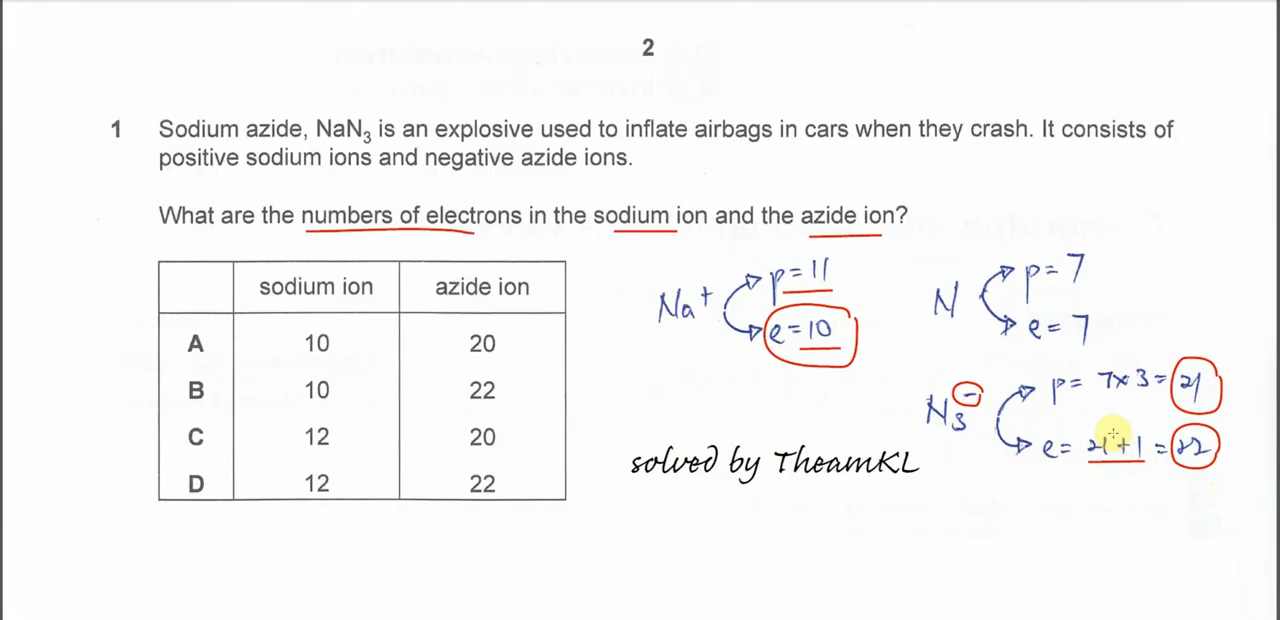 2
1 Sodium azide, NaN₃ is an explosive used to inflate airbags in cars when they crash. It consists of
positive sodium ions and negative azide ions.
What are the numbers of electrons in the sodium ion and the azide ion?
sodium ion azide ion
A 10 20
B 10 22
C 12 20
D 12 22
Na⁺ p = 11
e = 10
N p = 7
e = 7
N₃⁻ p = 7 × 3 = 21
e = 21 + 1 = 22
solved by TheamKL